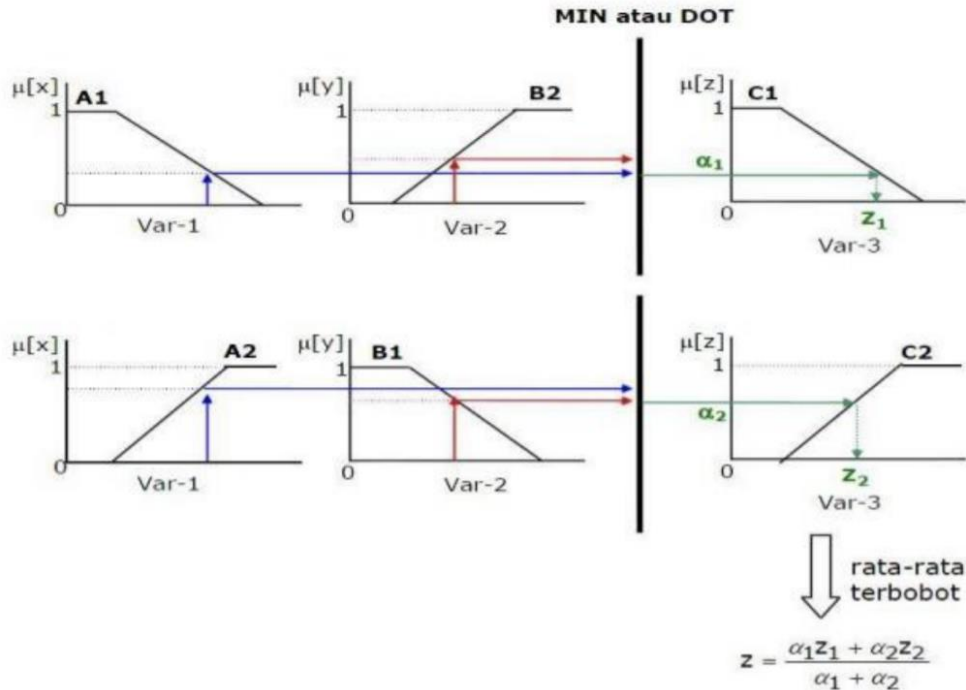 MIN atau DOT
μ[x] A1
1
0
Var-1
μ[y] B2
1
0
Var-2
μ[z] C1
1
α₁
0
z₁
Var-3
μ[x] A2
1
0
Var-1
μ[y] B1
1
0
Var-2
μ[z] C2
1
α₂
0
z₂
Var-3
rata-rata
terbobot
z = (α₁z₁ + α₂z₂) / (α₁ + α₂)